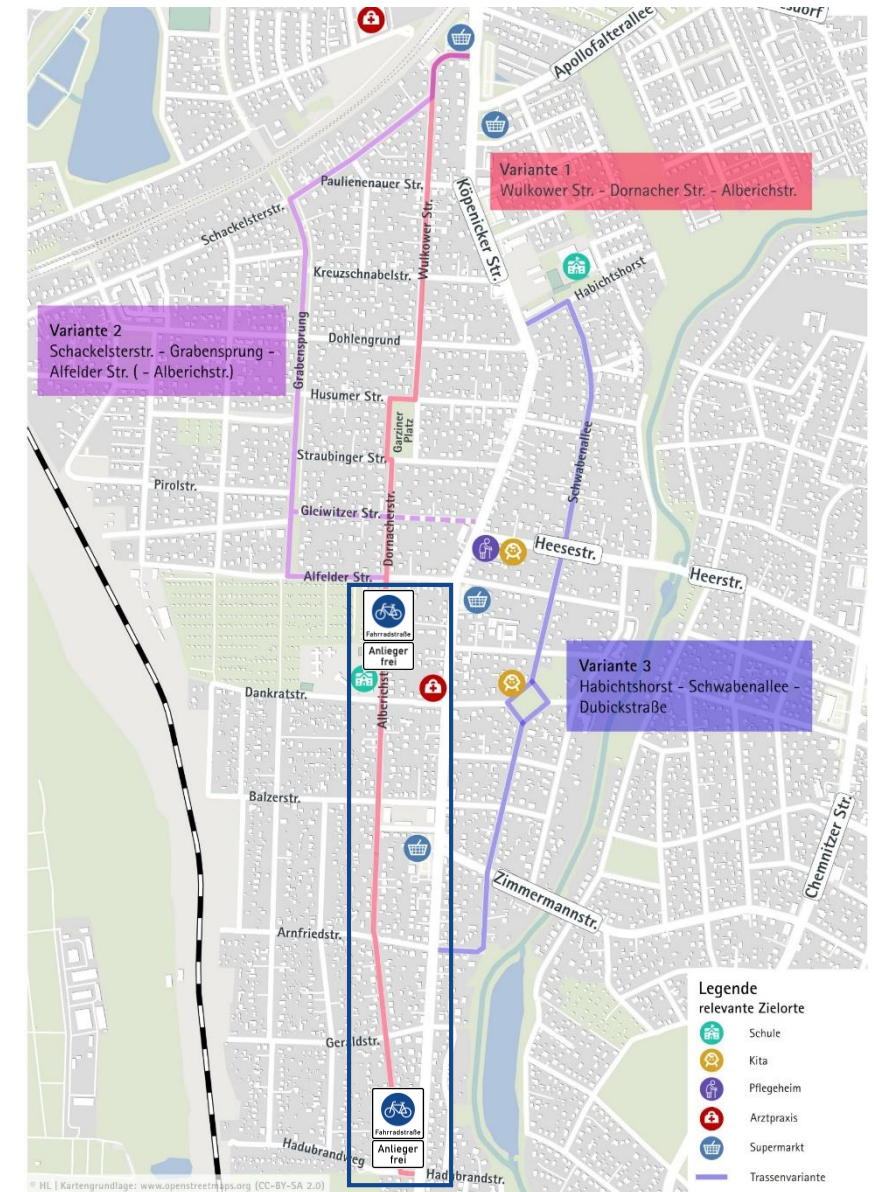 Apollofalterallee
Variante 1
Wulkower Str. - Dornacher Str. - Alberichstr.
Paulienenauer Str.
Köpenicker Str.
Schackelsterstr.
Wulkower Str.
Kreuzschnabelstr.
Habichtshorst
Variante 2
Schackelsterstr. - Grabensprung -
Alfelder Str. ( - Alberichstr.)
Dohlengrund
Grabensprung
Husumer Str.
Garziner
Platz
Straubinger Str.
Schwabenallee
Pirolstr.
Gleiwitzer Str.
Dornacherstr.
Heesestr.
Heerstr.
Alfelder Str.
Fahrradstraße
Anlieger
frei
Variante 3
Habichtshorst - Schwabenallee -
Dubickstraße
Dankratstr.
Alberichst
Balzerstr.
Chemnitzer Str.
Zimmermannstr.
Arnfriedstr.
Geraldstr.
Fahrradstraße
Anlieger
frei
Hadubrandweg
Hadubrandstr.
Legende
relevante Zielorte
Schule
Kita
Pflegeheim
Arztpraxis
Supermarkt
Trassenvariante
© HL | Kartengrundlage: www.openstreetmaps.org (CC-BY-SA 2.0)